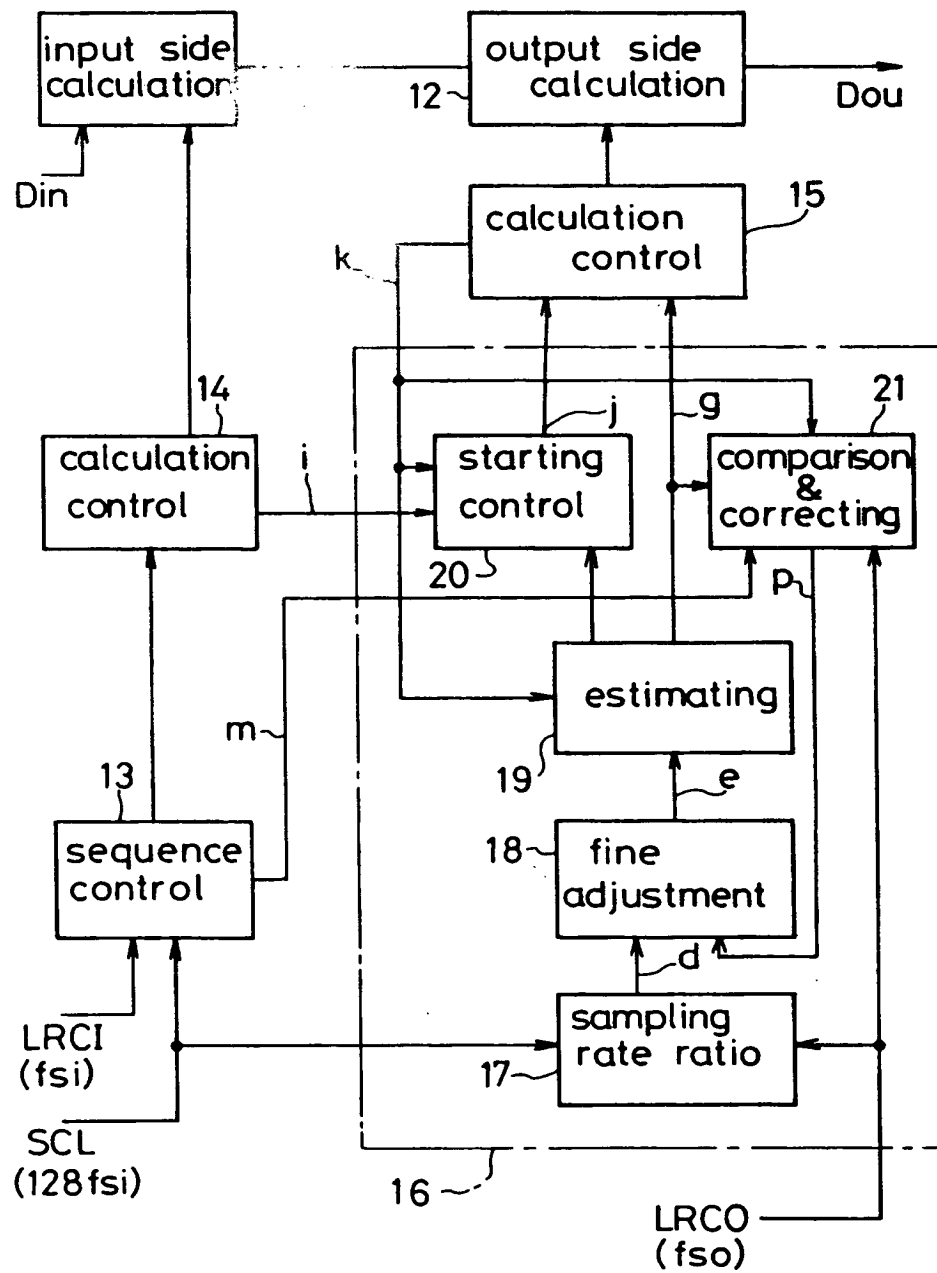 input side
calculation
output side
calculation
12
Dou
Din
calculation
control
15
k
14
calculation
control
i
j
g
21
starting
control
20
comparison
&
correcting
p
estimating
19
m
e
13
sequence
control
18
fine
adjustment
d
sampling
rate ratio
17
LRCI
(fsi)
SCL
(128fsi)
16
LRCO
(fso)